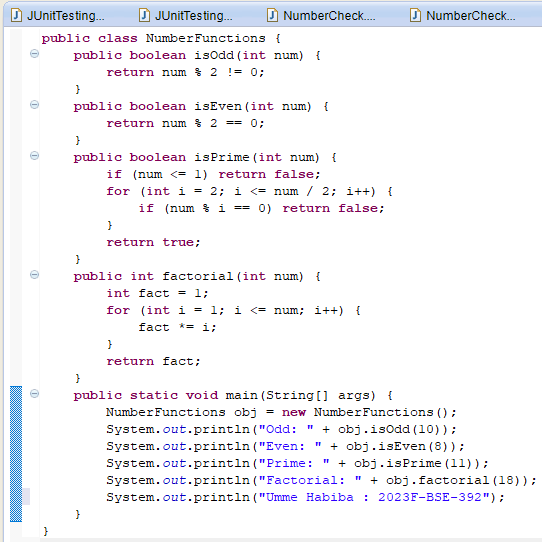 JUnitTesting... JUnitTesting... NumberCheck.... NumberCheck...
public class NumberFunctions {
    public boolean isOdd(int num) {
        return num % 2 != 0;
    }
    public boolean isEven(int num) {
        return num % 2 == 0;
    }
    public boolean isPrime(int num) {
        if (num <= 1) return false;
        for (int i = 2; i <= num / 2; i++) {
            if (num % i == 0) return false;
        }
        return true;
    }
    public int factorial(int num) {
        int fact = 1;
        for (int i = 1; i <= num; i++) {
            fact *= i;
        }
        return fact;
    }
    public static void main(String[] args) {
        NumberFunctions obj = new NumberFunctions();
        System.out.println("Odd: " + obj.isOdd(10));
        System.out.println("Even: " + obj.isEven(8));
        System.out.println("Prime: " + obj.isPrime(11));
        System.out.println("Factorial: " + obj.factorial(18));
        System.out.println("Umme Habiba : 2023F-BSE-392");
    }
}